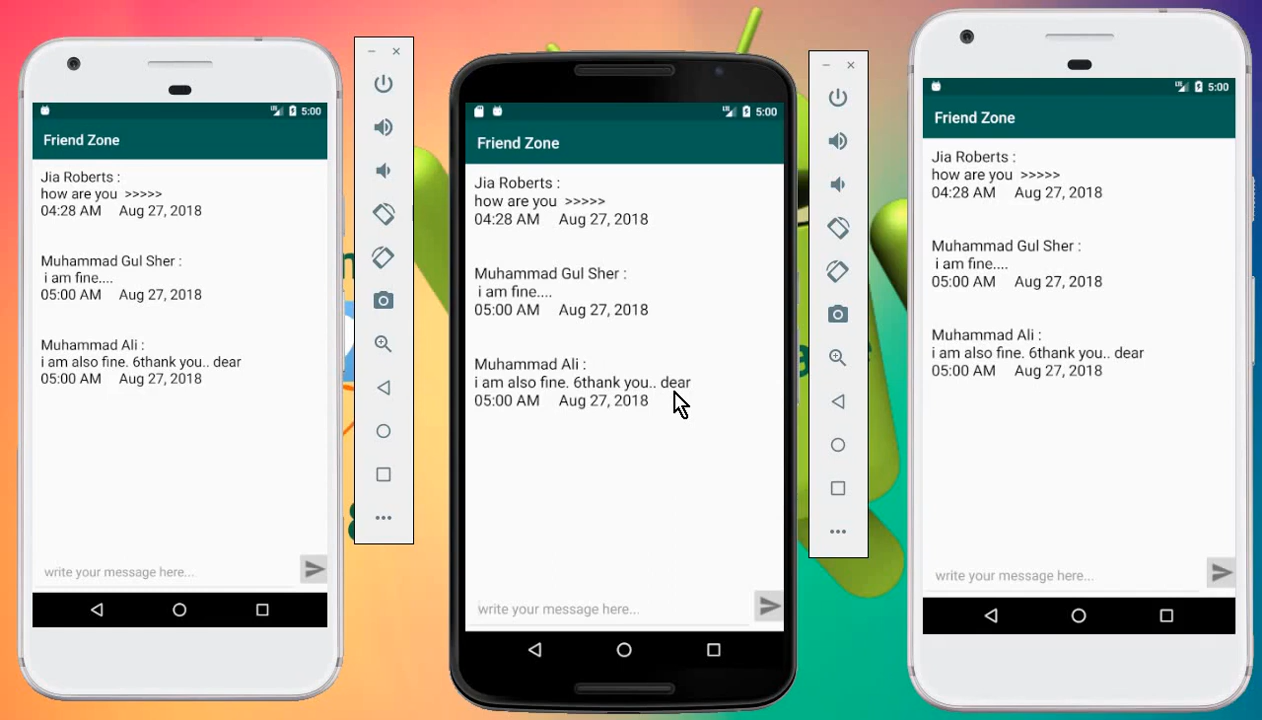 5:00
Friend Zone
Jia Roberts :
how are you  >>>>>
04:28 AM    Aug 27, 2018
Muhammad Gul Sher :
i am fine....
05:00 AM    Aug 27, 2018
Muhammad Ali :
i am also fine. 6thank you.. dear
05:00 AM    Aug 27, 2018
write your message here...
5:00
Friend Zone
Jia Roberts :
how are you  >>>>>
04:28 AM    Aug 27, 2018
Muhammad Gul Sher :
i am fine....
05:00 AM    Aug 27, 2018
Muhammad Ali :
i am also fine. 6thank you.. dear
05:00 AM    Aug 27, 2018
write your message here...
5:00
Friend Zone
Jia Roberts :
how are you  >>>>>
04:28 AM    Aug 27, 2018
Muhammad Gul Sher :
i am fine....
05:00 AM    Aug 27, 2018
Muhammad Ali :
i am also fine. 6thank you.. dear
05:00 AM    Aug 27, 2018
write your message here...